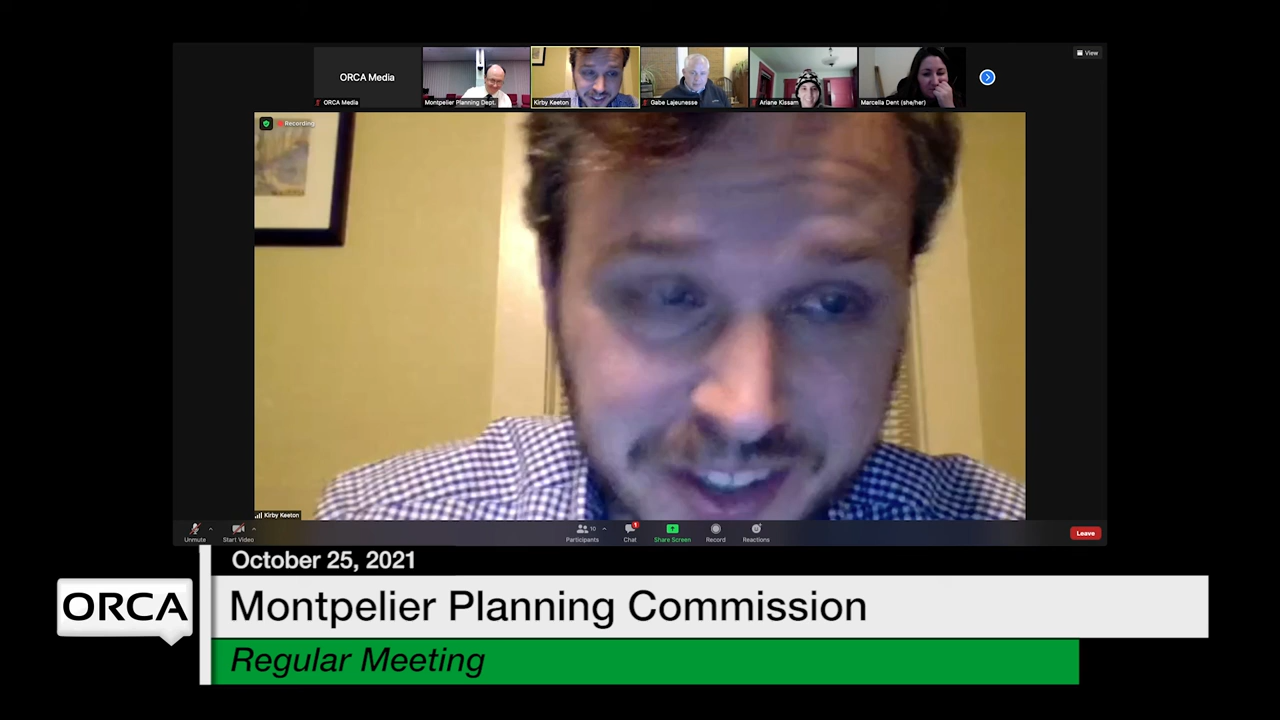 View
ORCA Media
ORCA Media
Montpelier Planning Dept.
Kirby Keeton
Gabe Lajeunesse
Ariane Kissam
Marcella Dent (she/her)
Recording
Kirby Keeton
Unmute
Start Video
10
Participants
1
Chat
Share Screen
Record
Reactions
Leave
October 25, 2021
ORCA
Montpelier Planning Commission
Regular Meeting